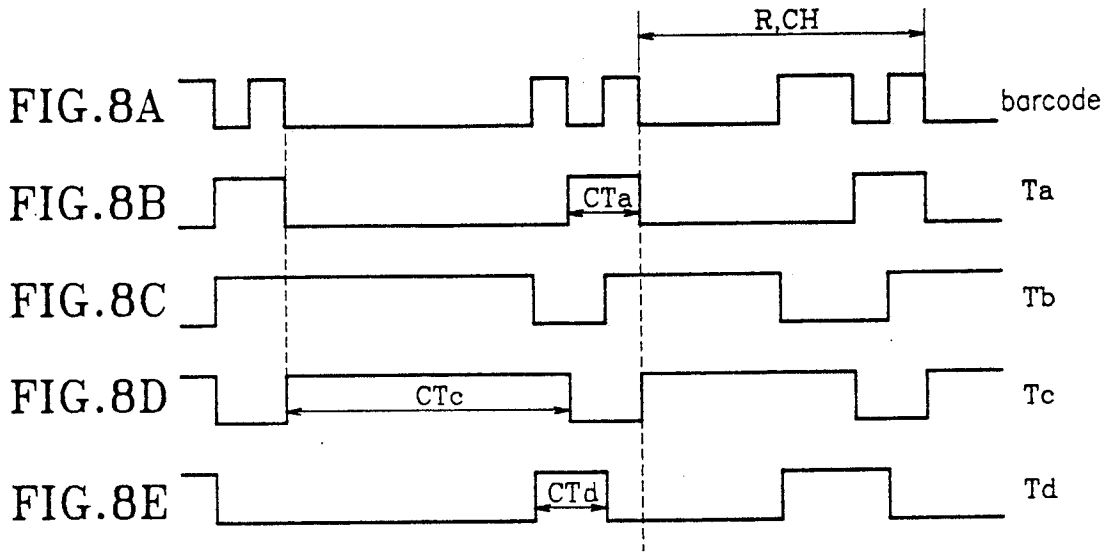 R,CH
FIG.8A barcode
FIG.8B CTa Ta
FIG.8C Tb
FIG.8D CTc Tc
FIG.8E CTd Td